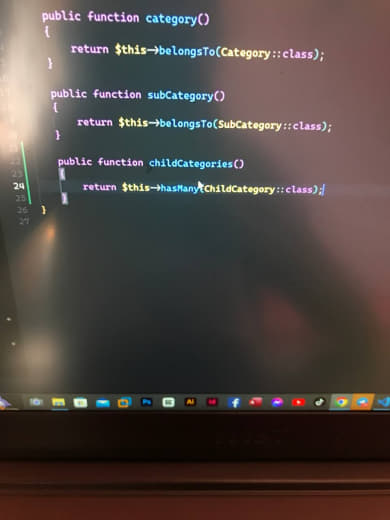 public function category()
{
return $this->belongsTo(Category::class);
}
public function subCategory()
{
return $this->belongsTo(SubCategory::class);
}
public function childCategories()
{
24 return $this->hasMany(ChildCategory::class);
25 }
26 }
27
Ps Ai Id